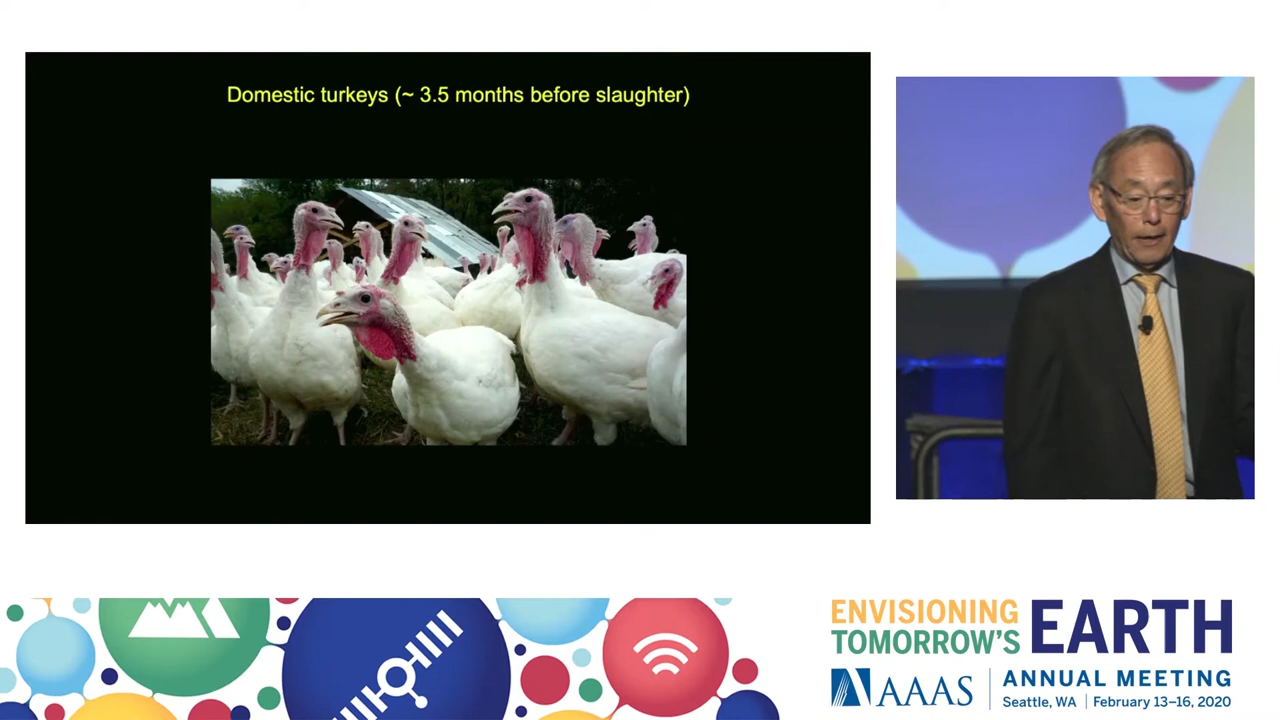 Domestic turkeys (~ 3.5 months before slaughter)
ENVISIONING
TOMORROW'S EARTH
AAAS
ANNUAL MEETING
Seattle, WA | February 13–16, 2020